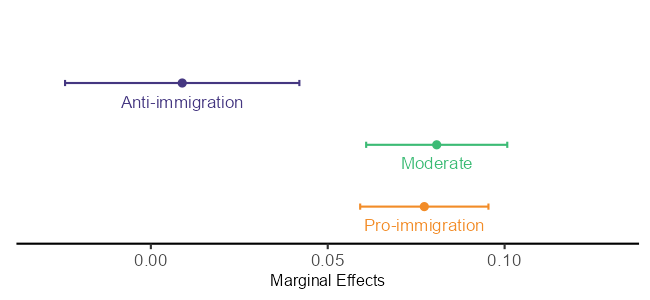 Anti-immigration
Moderate
Pro-immigration
0.00 0.05 0.10
Marginal Effects